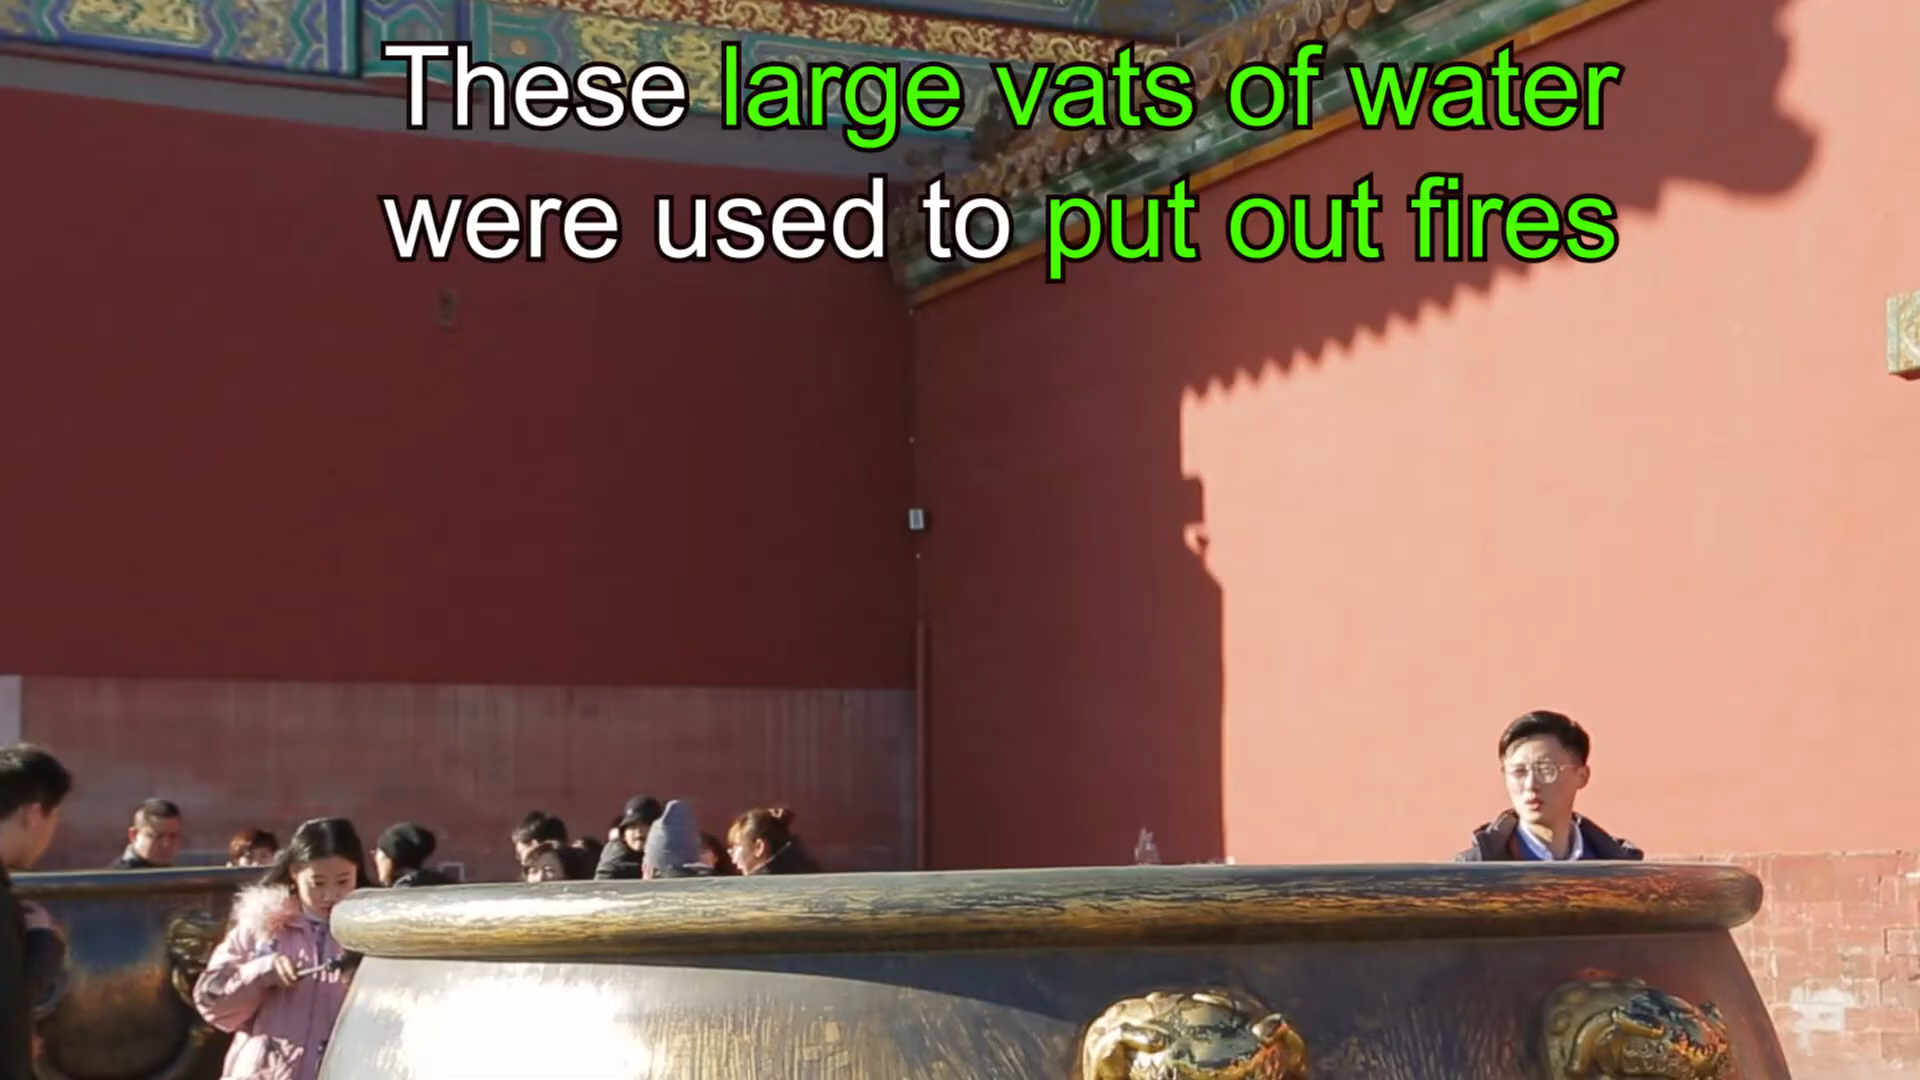 These large vats of water
were used to put out fires